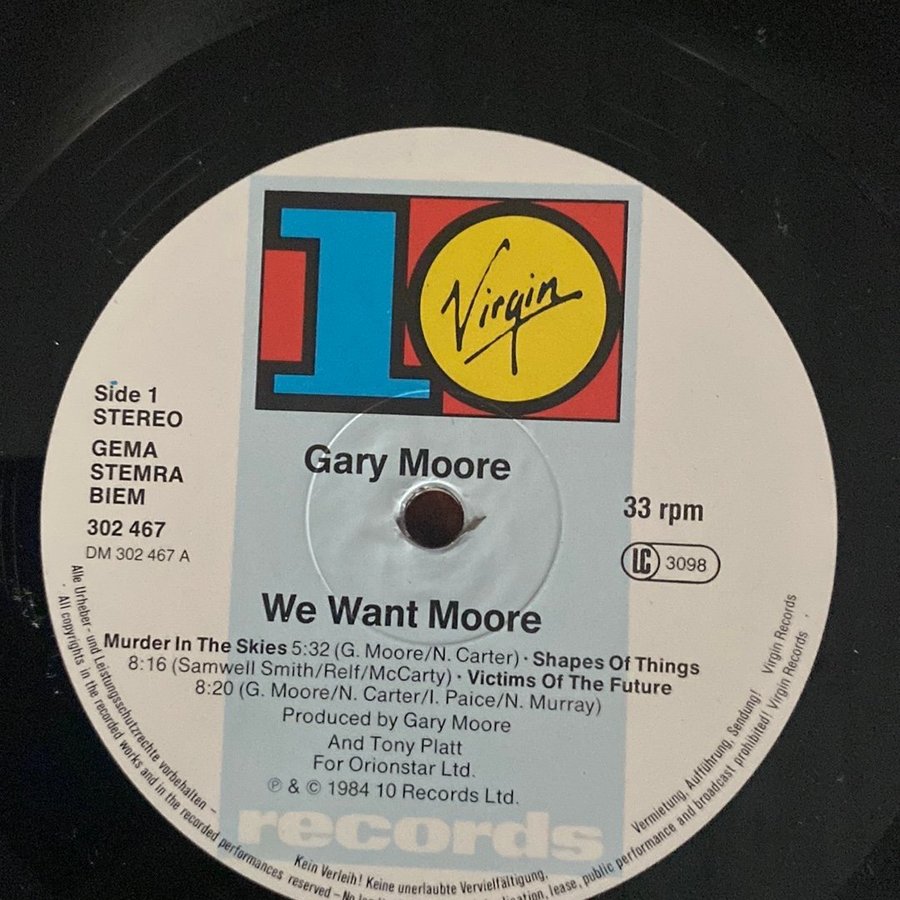 10
Virgin
Side 1
STEREO
GEMA
STEMRA
BIEM
302 467
DM 302 467 A
Gary Moore
33 rpm
LC 3098
We Want Moore
Murder In The Skies 5:32 (G. Moore/N. Carter) · Shapes Of Things
8:16 (Samwell Smith/Relf/McCarty) · Victims Of The Future
8:20 (G. Moore/N. Carter/I. Paice/N. Murray)
Produced by Gary Moore
And Tony Platt
For Orionstar Ltd.
℗ & © 1984 10 Records Ltd.
records
Alle Urheber- und Leistungsschutzrechte vorbehalten – Kein Verleih! Keine unerlaubte Vervielfältigung, Vermietung, Aufführung, Sendung! Virgin Records
· All copyrights in the recorded works and in the recorded performances reserved – No lease, public performance and broadcast prohibited! Virgin Records ·